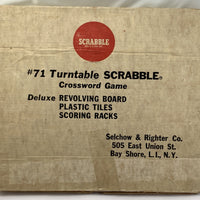 SCRABBLE
#71 Turntable SCRABBLE®
Crossword Game
Deluxe REVOLVING BOARD
PLASTIC TILES
SCORING RACKS
Selchow & Righter Co.
505 East Union St.
Bay Shore, L.I., N.Y.